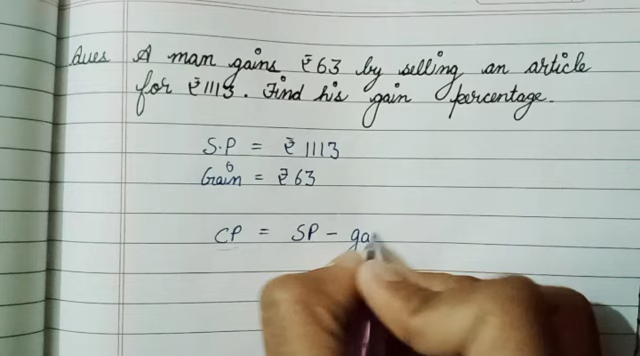 Ques A man gains ₹63 by selling an article
for ₹1113. Find his gain percentage.
S.P = ₹ 1113
Gain = ₹ 63
CP = SP - ga